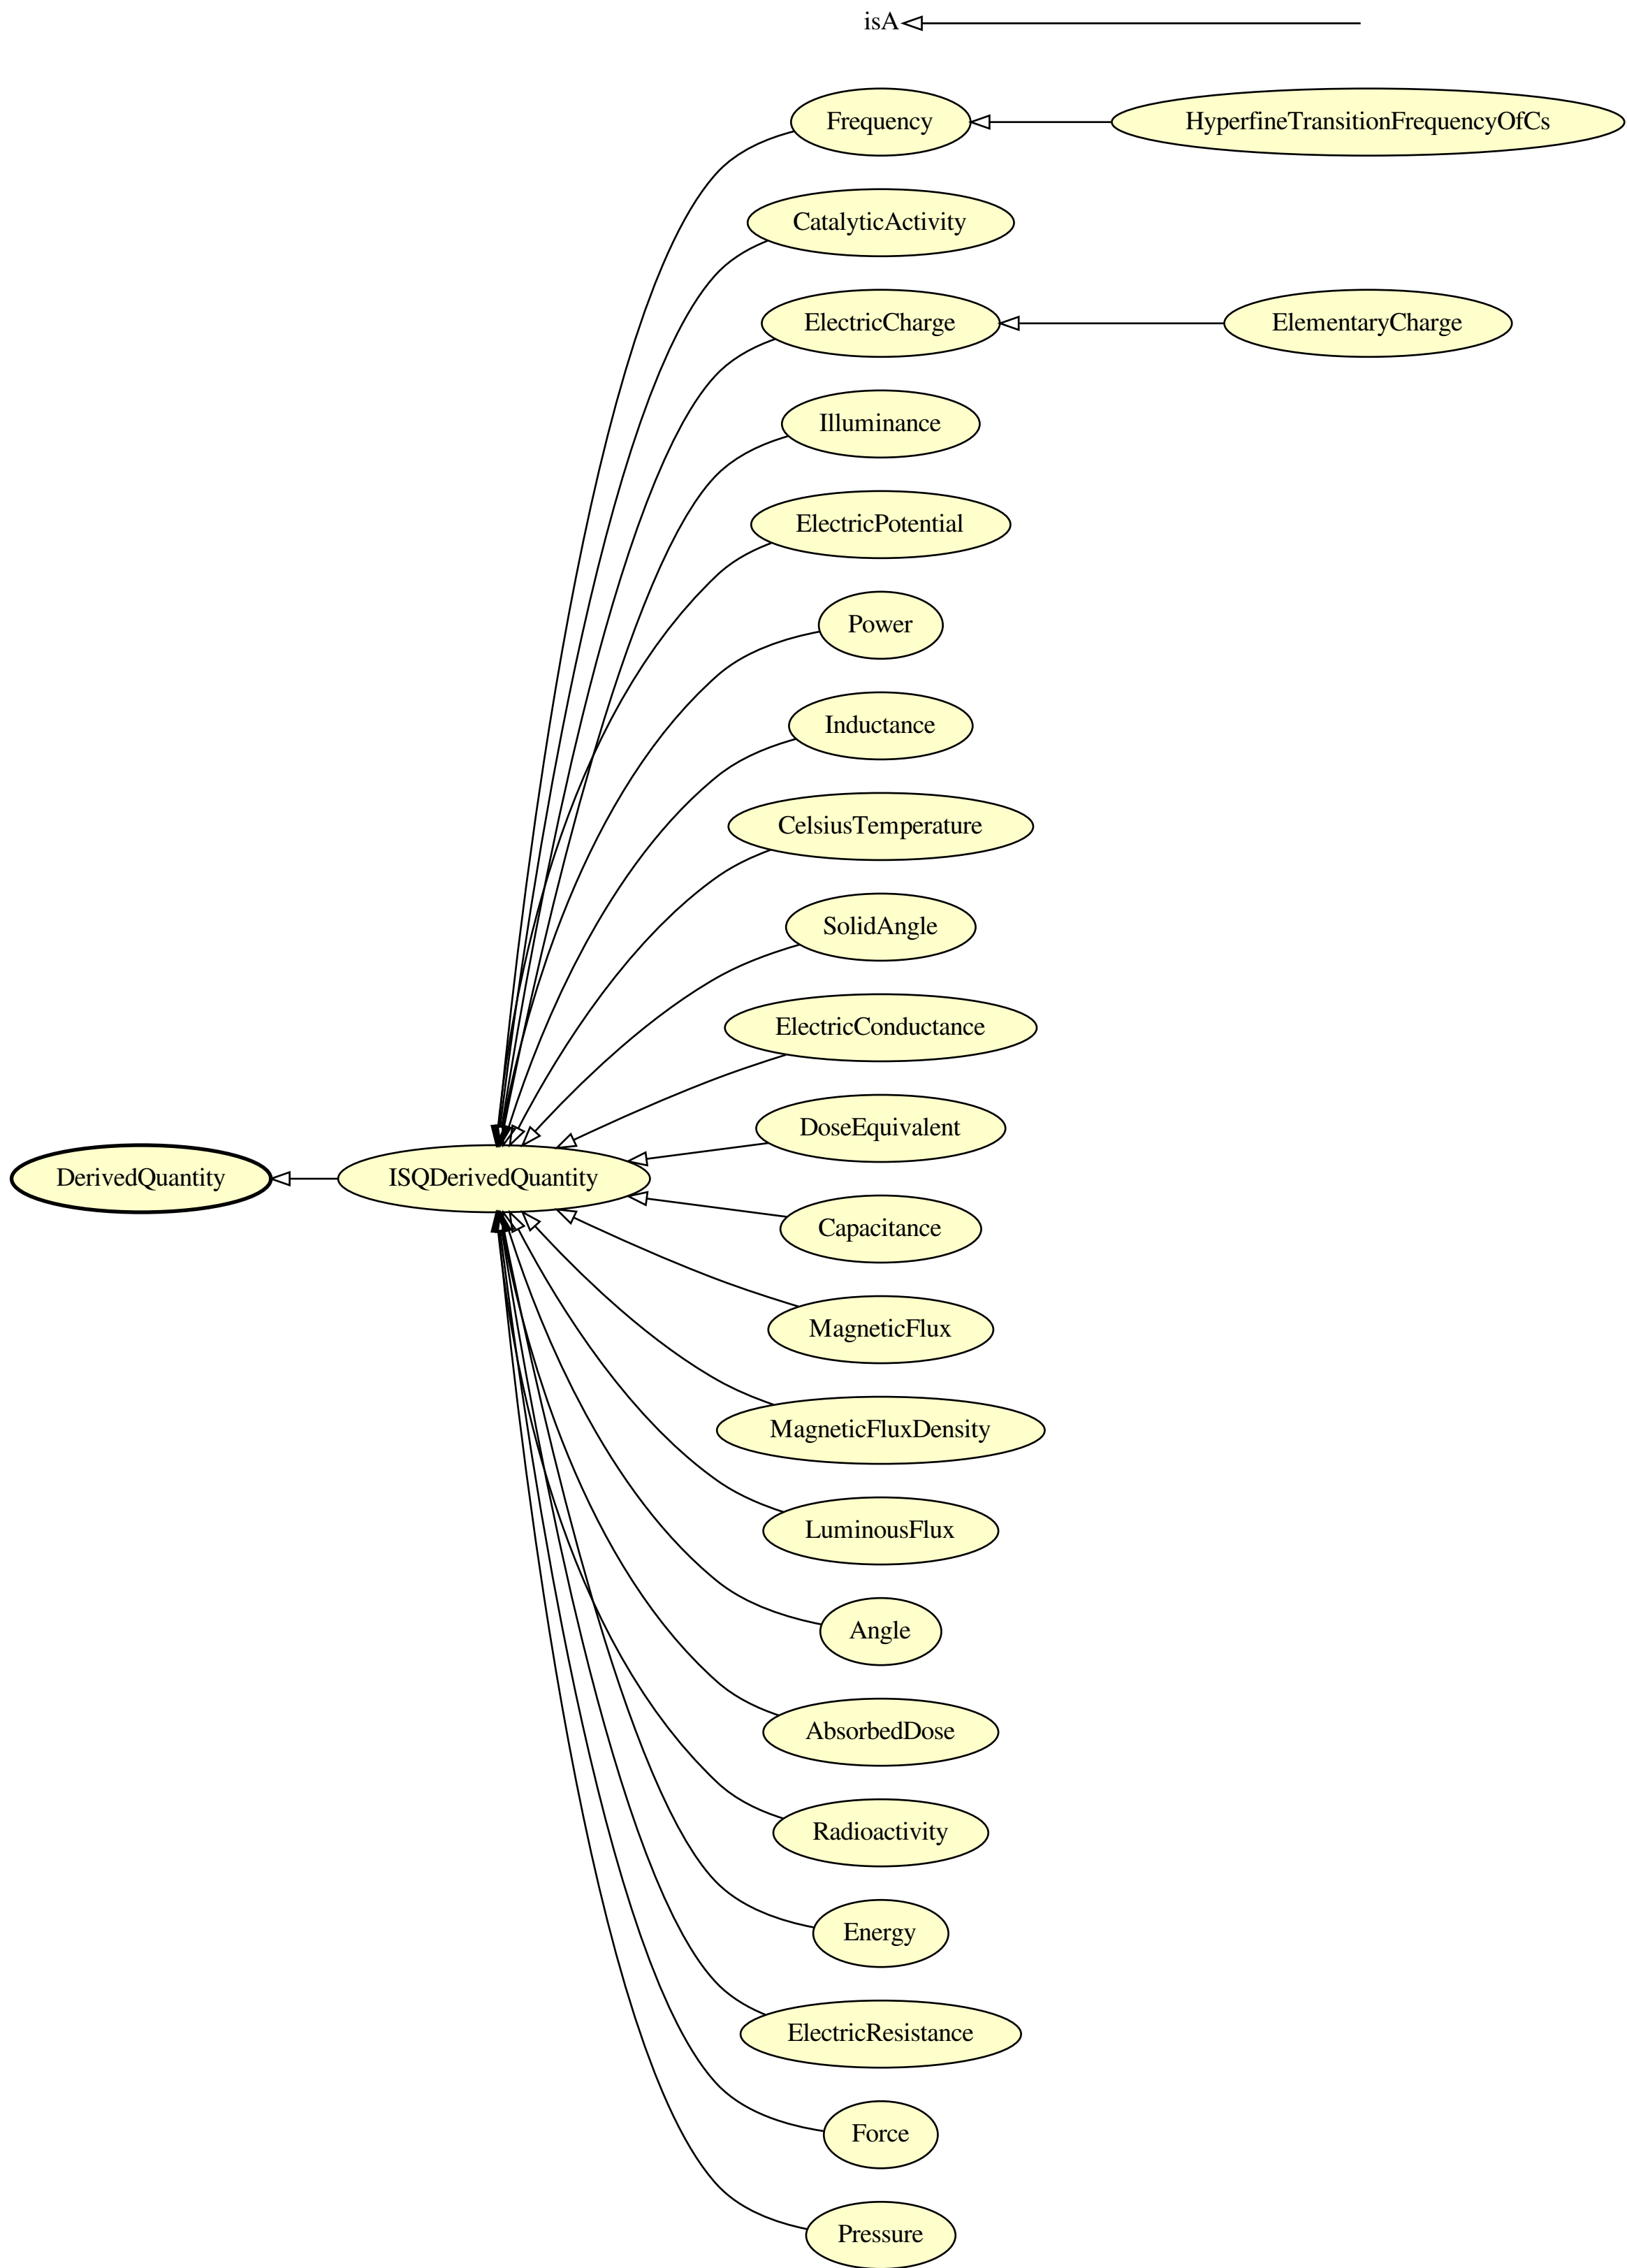 isA
Frequency
HyperfineTransitionFrequencyOfCs
CatalyticActivity
ElectricCharge
ElementaryCharge
Illuminance
ElectricPotential
Power
Inductance
CelsiusTemperature
SolidAngle
ElectricConductance
DoseEquivalent
DerivedQuantity
ISQDerivedQuantity
Capacitance
MagneticFlux
MagneticFluxDensity
LuminousFlux
Angle
AbsorbedDose
Radioactivity
Energy
ElectricResistance
Force
Pressure